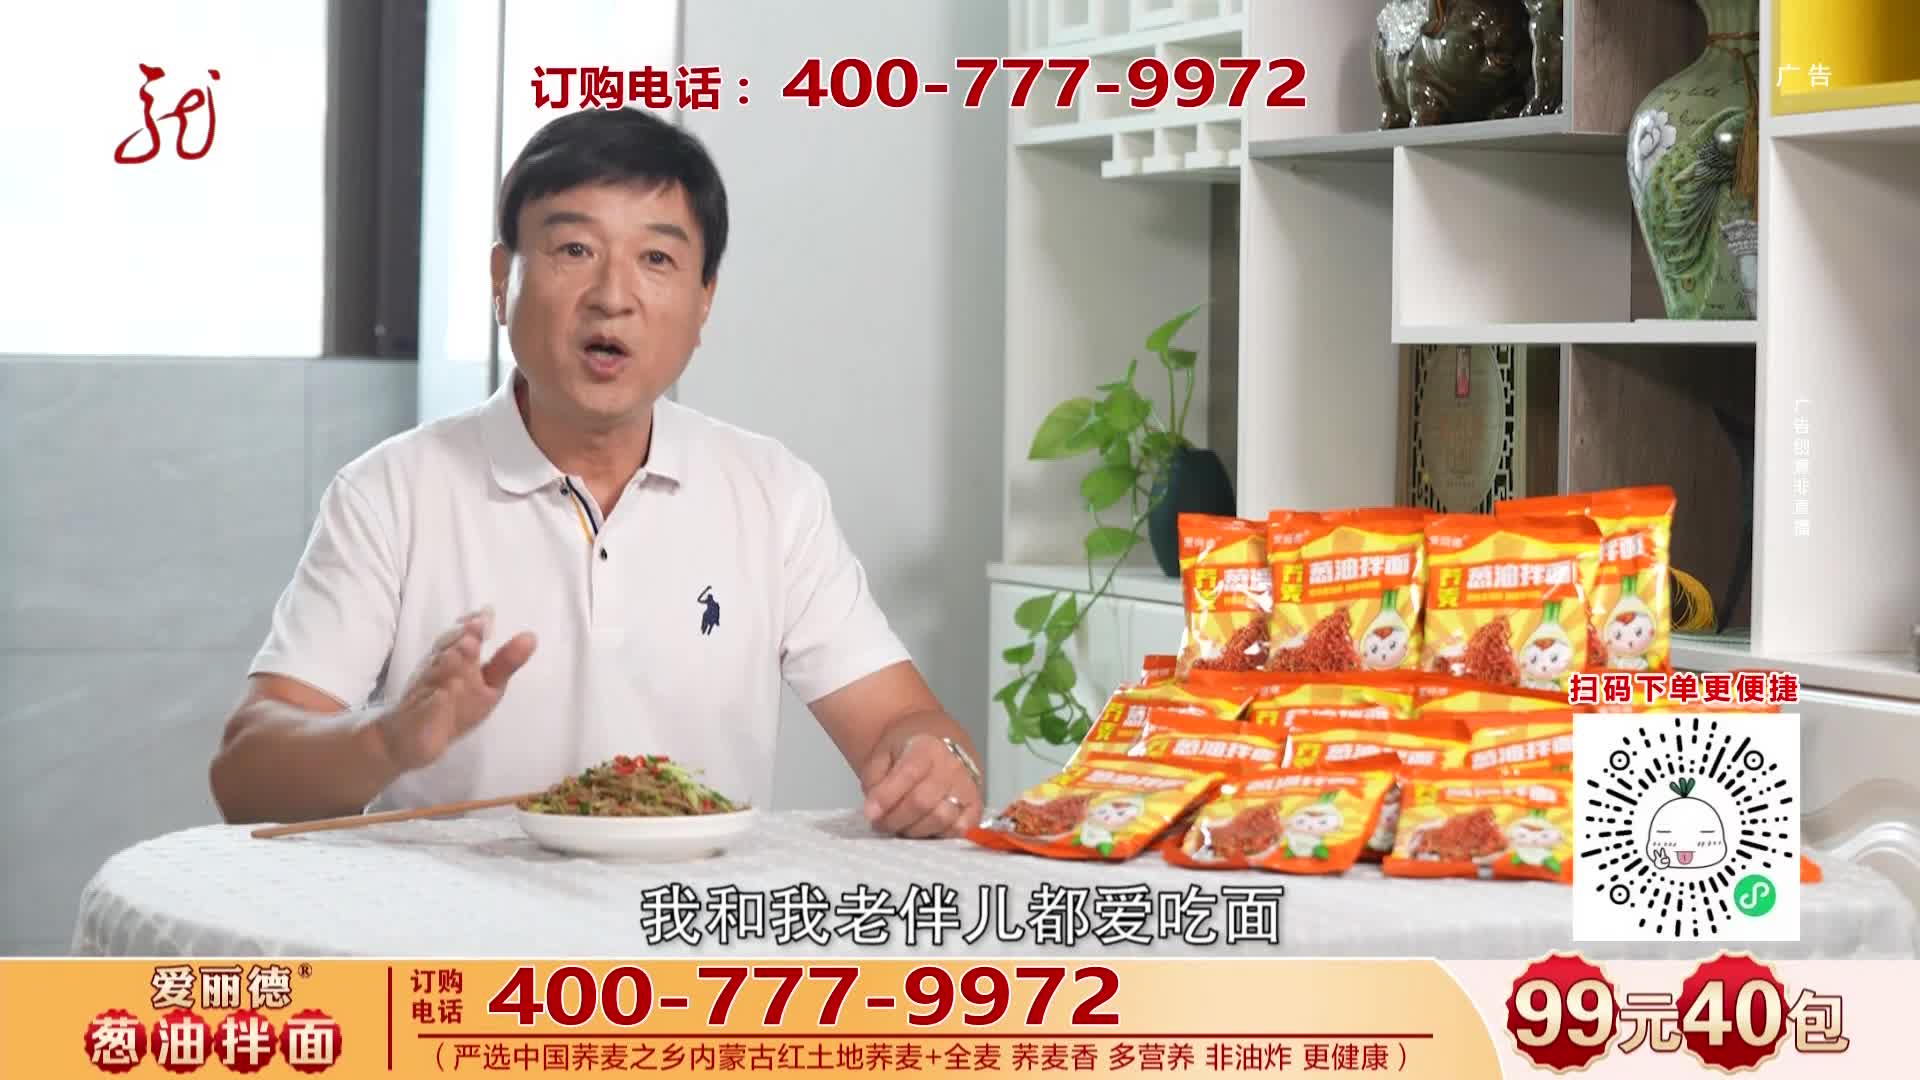 订购电话：400-777-9972
广告
广告创意非直播
爱丽德
荞麦
葱油拌面
扫码下单更便捷
我和我老伴儿都爱吃面
爱丽德®
葱油拌面
订购电话
400-777-9972
（严选中国荞麦之乡内蒙古红土地荞麦+全麦 荞麦香 多营养 非油炸 更健康）
99元40包